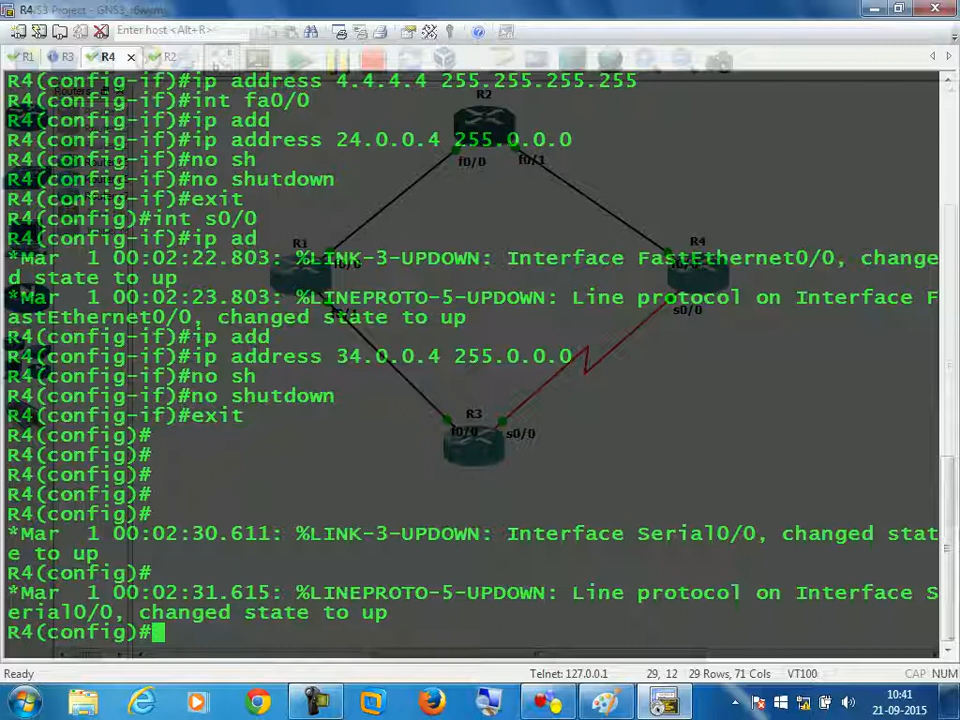 R4
S3 Project - GNS3
Enter host <Alt+R>
R1
R3
R4
R2
R4(config-if)#ip address 4.4.4.4 255.255.255.255
R4(config-if)#int fa0/0
R4(config-if)#ip add
R4(config-if)#ip address 24.0.0.4 255.0.0.0
R4(config-if)#no sh
R4(config-if)#no shutdown
R4(config-if)#exit
R4(config)#int s0/0
R4(config-if)#ip ad
*Mar  1 00:02:22.803: %LINK-3-UPDOWN: Interface FastEthernet0/0, change
d state to up
*Mar  1 00:02:23.803: %LINEPROTO-5-UPDOWN: Line protocol on Interface F
astEthernet0/0, changed state to up
R4(config-if)#ip add
R4(config-if)#ip address 34.0.0.4 255.0.0.0
R4(config-if)#no sh
R4(config-if)#no shutdown
R4(config-if)#exit
R4(config)#
R4(config)#
R4(config)#
R4(config)#
R4(config)#
*Mar  1 00:02:30.611: %LINK-3-UPDOWN: Interface Serial0/0, changed stat
e to up
R4(config)#
*Mar  1 00:02:31.615: %LINEPROTO-5-UPDOWN: Line protocol on Interface S
erial0/0, changed state to up
R4(config)#
R2
f0/0
f0/1
R1
R4
s0/0
R3
f0/0
s0/0
Ready
Telnet: 127.0.0.1
29, 12
29 Rows, 71 Cols
VT100
CAP NUM
10:41
21-09-2015